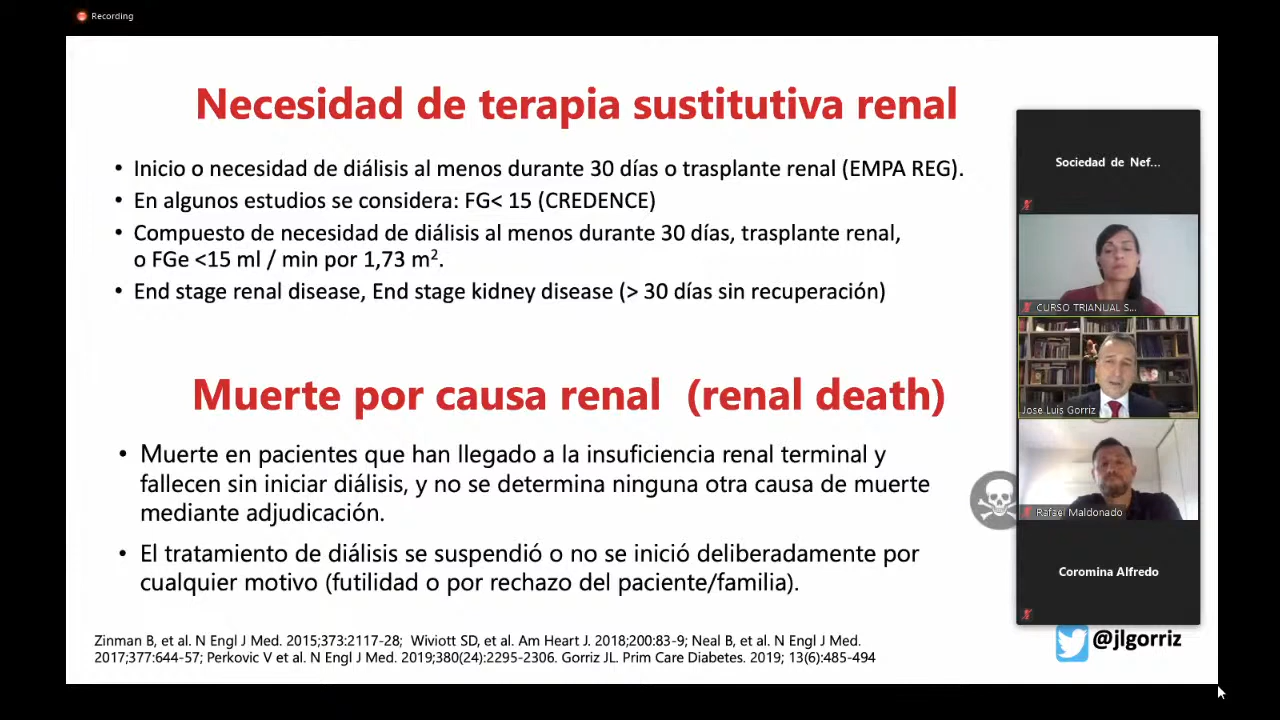 Recording
Necesidad de terapia sustitutiva renal
• Inicio o necesidad de diálisis al menos durante 30 días o trasplante renal (EMPA REG).
• En algunos estudios se considera: FG< 15 (CREDENCE)
• Compuesto de necesidad de diálisis al menos durante 30 días, trasplante renal,
o FGe <15 ml / min por 1,73 m².
• End stage renal disease, End stage kidney disease (> 30 días sin recuperación)
Muerte por causa renal (renal death)
• Muerte en pacientes que han llegado a la insuficiencia renal terminal y
fallecen sin iniciar diálisis, y no se determina ninguna otra causa de muerte
mediante adjudicación.
• El tratamiento de diálisis se suspendió o no se inició deliberadamente por
cualquier motivo (futilidad o por rechazo del paciente/familia).
Zinman B, et al. N Engl J Med. 2015;373:2117-28; Wiviott SD, et al. Am Heart J. 2018;200:83-9; Neal B, et al. N Engl J Med.
2017;377:644-57; Perkovic V et al. N Engl J Med. 2019;380(24):2295-2306. Gorriz JL. Prim Care Diabetes. 2019; 13(6):485-494
@jlgorriz
Sociedad de Nef...
CURSO TRIANUAL S...
Jose Luis Gorriz
Rafael Maldonado
Coromina Alfredo